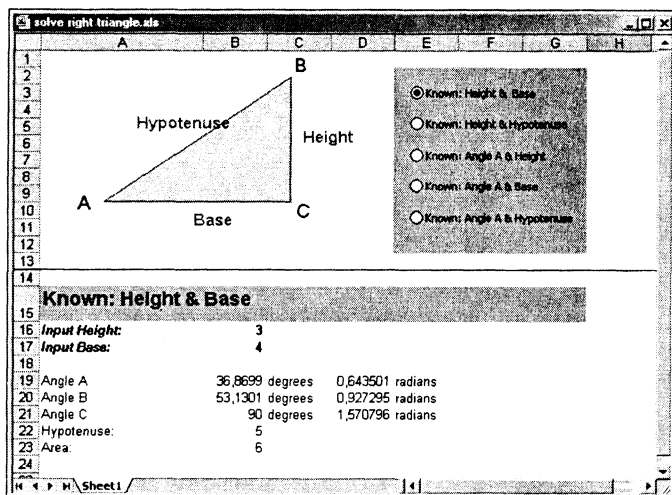 solve right triangle.xls
A B C D E F G H
1
2
3
4
5
6
7
8
9
10
11
12
13
14
15
16
17
18
19
20
21
22
23
24
B
Hypotenuse
Height
A
Base
C
Known: Height & Base
Known: Height & Hypotenuse
Known: Angle A & Height
Known: Angle A & Base
Known: Angle A & Hypotenuse
Known: Height & Base
Input Height: 3
Input Base: 4
Angle A 36,8699 degrees 0,643501 radians
Angle B 53,1301 degrees 0,927295 radians
Angle C 90 degrees 1,570796 radians
Hypotenuse: 5
Area: 6
Sheet1